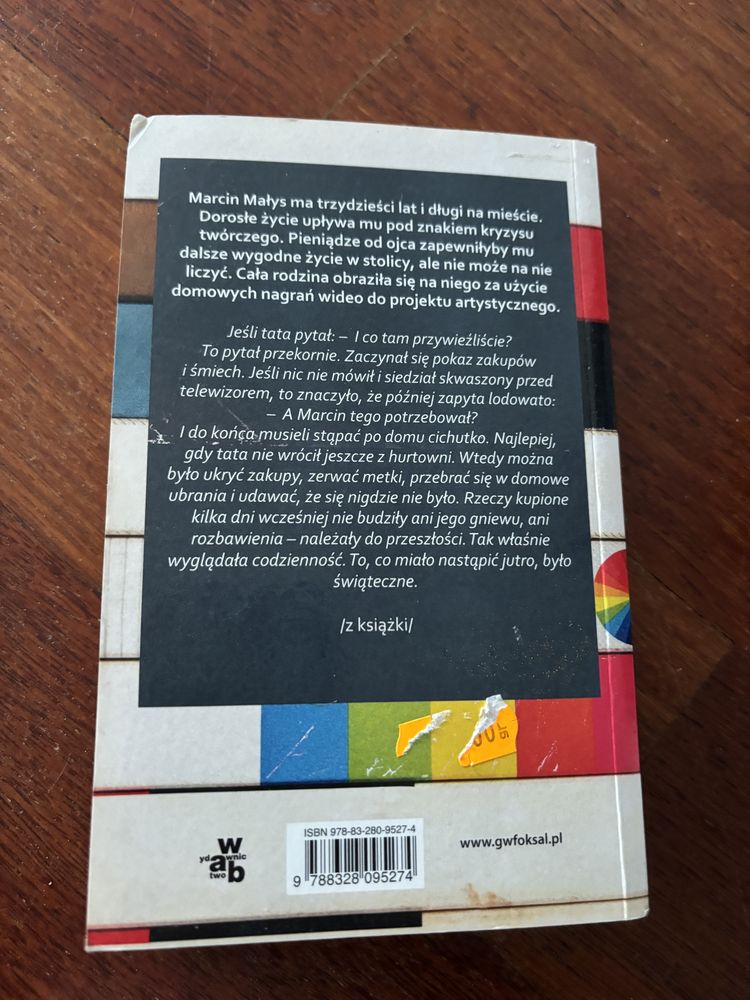 Marcin Małys ma trzydzieści lat i długi na mieście.
Dorosłe życie upływa mu pod znakiem kryzysu
twórczego. Pieniądze od ojca zapewniłyby mu
dalsze wygodne życie w stolicy, ale nie może na nie
liczyć. Cała rodzina obraziła się na niego za użycie
domowych nagrań wideo do projektu artystycznego.
Jeśli tata pytał: – I co tam przywieźliście?
To pytał przekornie. Zaczynał się pokaz zakupów
i śmiech. Jeśli nic nie mówił i siedział skwaszony przed
telewizorem, to znaczyło, że później zapyta lodowato:
– A Marcin tego potrzebował?
I do końca musieli stąpać po domu cichutko. Najlepiej,
gdy tata nie wrócił jeszcze z hurtowni. Wtedy można
było ukryć zakupy, zerwać metki, przebrać się w domowe
ubrania i udawać, że się nigdzie nie było. Rzeczy kupione
kilka dni wcześniej nie budziły ani jego gniewu, ani
rozbawienia – należały do przeszłości. Tak właśnie
wyglądała codzienność. To, co miało nastąpić jutro, było
świąteczne.
/z książki/
wydawnictwo
wab
ISBN 978-83-280-9527-4
9 788328 095274
www.gwfoksal.pl